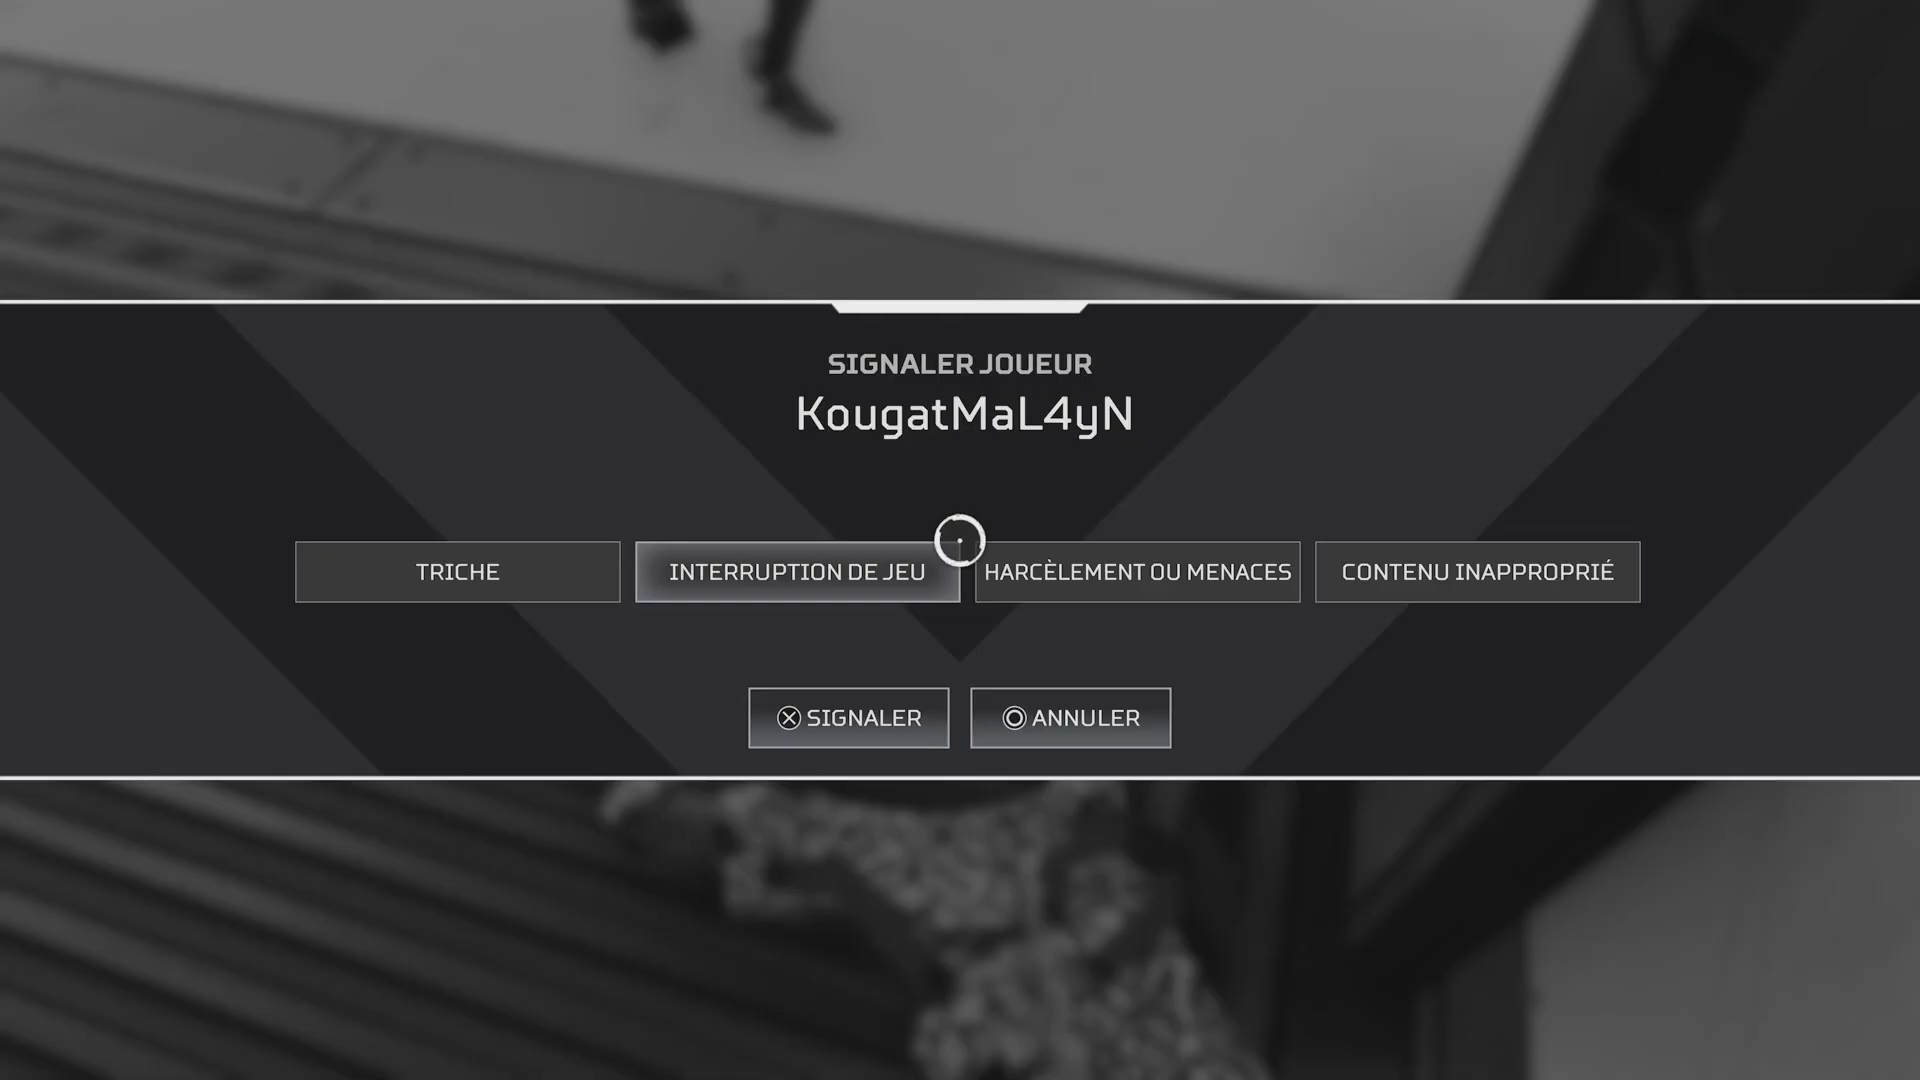 SIGNALER JOUEUR
KougatMaL4yN
TRICHE
INTERRUPTION DE JEU
HARCÈLEMENT OU MENACES
CONTENU INAPPROPRIÉ
SIGNALER
ANNULER